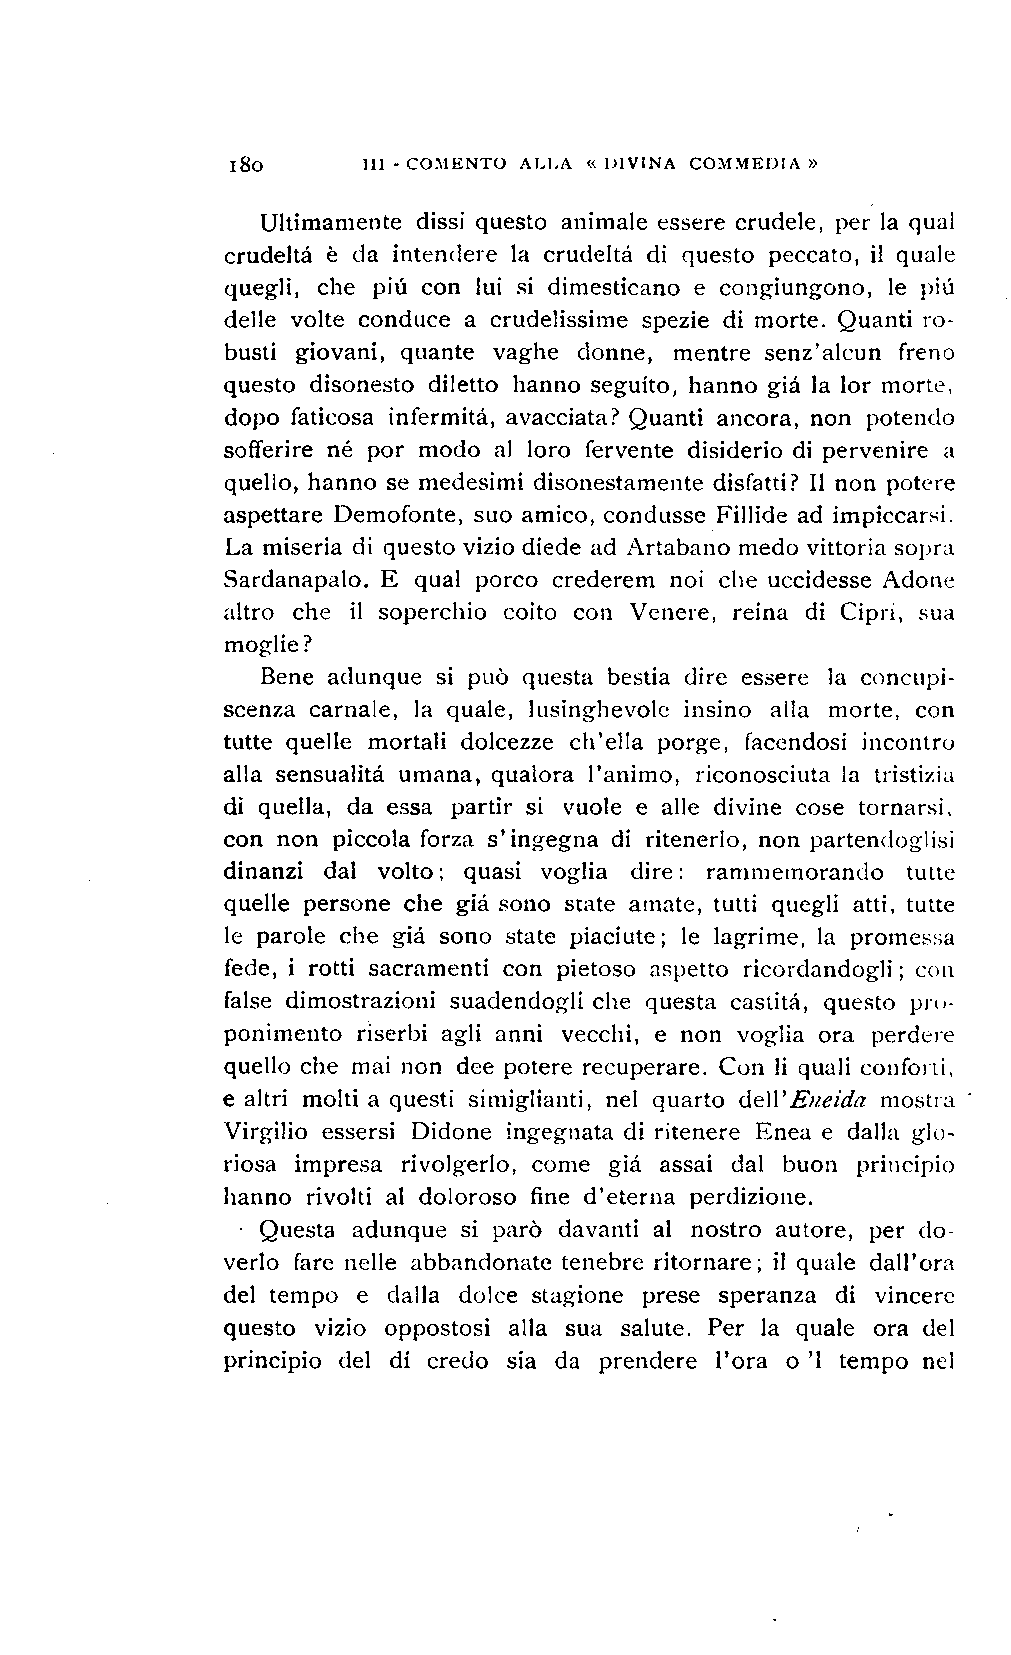 180 III - COMENTO ALLA « DIVINA COMMEDIA »
Ultimamente dissi questo animale essere crudele, per la qual
crudeltá è da intendere la crudeltá di questo peccato, il quale
quegli, che piú con lui si dimesticano e congiungono, le piú
delle volte conduce a crudelissime spezie di morte. Quanti ro-
busti giovani, quante vaghe donne, mentre senz'alcun freno
questo disonesto diletto hanno seguíto, hanno giá la lor morte,
dopo faticosa infermitá, avacciata? Quanti ancora, non potendo
sofferire né por modo al loro fervente disiderio di pervenire a
quello, hanno se medesimi disonestamente disfatti? Il non potere
aspettare Demofonte, suo amico, condusse Fillide ad impiccarsi.
La miseria di questo vizio diede ad Artabano medo vittoria sopra
Sardanapalo. E qual porco crederem noi che uccidesse Adone
altro che il soperchio coito con Venere, reina di Cipri, sua
moglie?
Bene adunque si può questa bestia dire essere la concupi-
scenza carnale, la quale, lusinghevole insino alla morte, con
tutte quelle mortali dolcezze ch'ella porge, facendosi incontro
alla sensualitá umana, qualora l'animo, riconosciuta la tristizia
di quella, da essa partir si vuole e alle divine cose tornarsi,
con non piccola forza s'ingegna di ritenerlo, non partendoglisi
dinanzi dal volto; quasi voglia dire: rammemorando tutte
quelle persone che giá sono state amate, tutti quegli atti, tutte
le parole che giá sono state piaciute; le lagrime, la promessa
fede, i rotti sacramenti con pietoso aspetto ricordandogli; con
false dimostrazioni suadendogli che questa castitá, questo pro-
ponimento riserbi agli anni vecchi, e non voglia ora perdere
quello che mai non dee potere recuperare. Con li quali conforti,
e altri molti a questi simiglianti, nel quarto dell'Eneida mostra
Virgilio essersi Didone ingegnata di ritenere Enea e dalla glo-
riosa impresa rivolgerlo, come giá assai dal buon principio
hanno rivolti al doloroso fine d'eterna perdizione.
Questa adunque si parò davanti al nostro autore, per do-
verlo fare nelle abbandonate tenebre ritornare; il quale dall'ora
del tempo e dalla dolce stagione prese speranza di vincere
questo vizio oppostosi alla sua salute. Per la quale ora del
principio del dí credo sia da prendere l'ora o 'l tempo nel